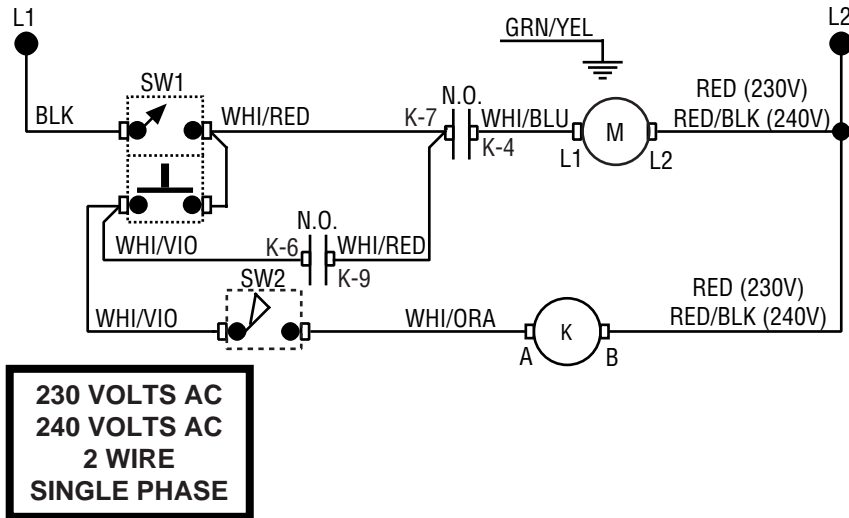 L1
L2
GRN/YEL
SW1
BLK
WHI/RED
K-7
N.O.
K-4
WHI/BLU
L1
M
L2
RED (230V)
RED/BLK (240V)
N.O.
WHI/VIO
K-6
WHI/RED
K-9
SW2
WHI/VIO
WHI/ORA
A
K
B
RED (230V)
RED/BLK (240V)
230 VOLTS AC
240 VOLTS AC
2 WIRE
SINGLE PHASE